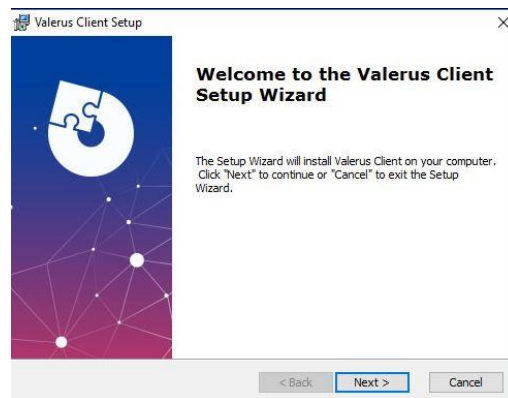 Valerus Client Setup
Welcome to the Valerus Client
Setup Wizard
The Setup Wizard will install Valerus Client on your computer.
Click "Next" to continue or "Cancel" to exit the Setup
Wizard.
< Back Next > Cancel